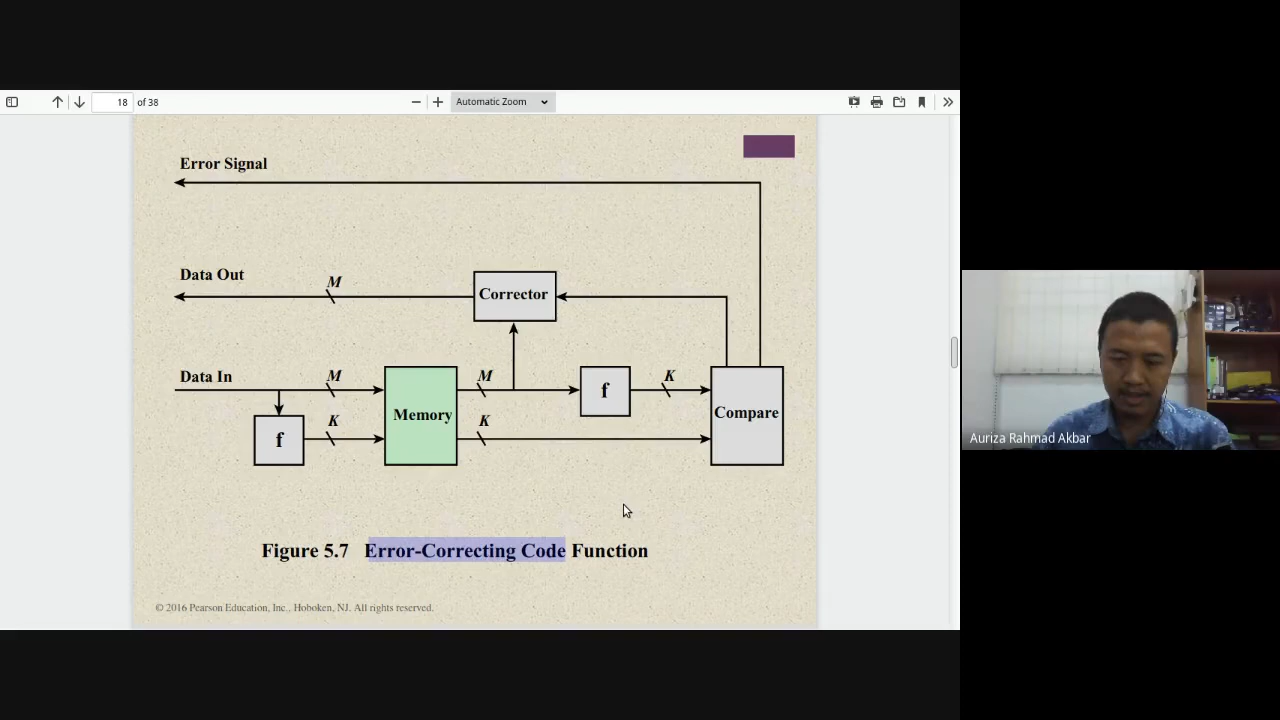 18 of 38
Automatic Zoom
Error Signal
Data Out
M
Corrector
Data In
M
M
f
K
f
K
Memory
K
Compare
Figure 5.7 Error-Correcting Code Function
© 2016 Pearson Education, Inc., Hoboken, NJ. All rights reserved.
Auriza Rahmad Akbar